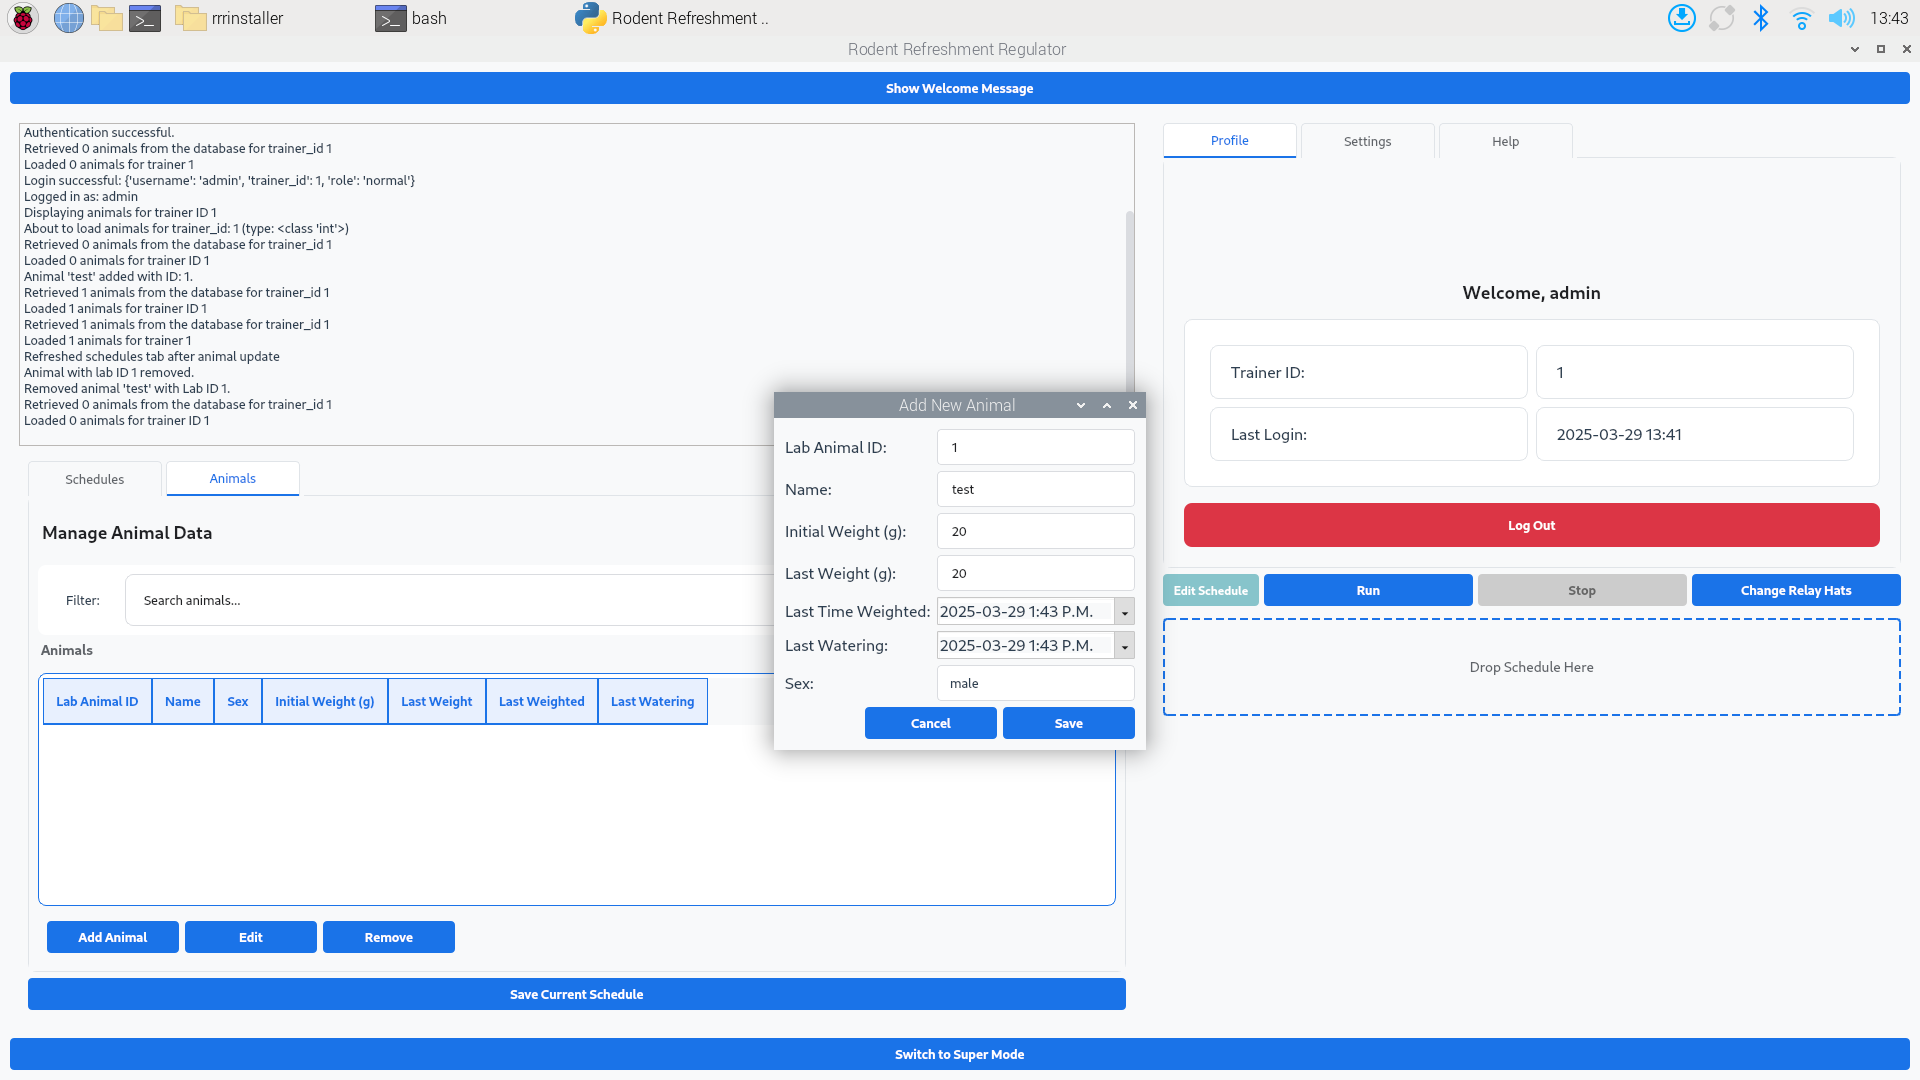 rrrinstaller
bash
Rodent Refreshment ..
13:43
Rodent Refreshment Regulator
Show Welcome Message
Authentication successful.
Retrieved 0 animals from the database for trainer_id 1
Loaded 0 animals for trainer 1
Login successful: {'username': 'admin', 'trainer_id': 1, 'role': 'normal'}
Logged in as: admin
Displaying animals for trainer ID 1
About to load animals for trainer_id: 1 (type: <class 'int'>)
Retrieved 0 animals from the database for trainer_id 1
Loaded 0 animals for trainer ID 1
Animal 'test' added with ID: 1.
Retrieved 1 animals from the database for trainer_id 1
Loaded 1 animals for trainer ID 1
Retrieved 1 animals from the database for trainer_id 1
Loaded 1 animals for trainer 1
Refreshed schedules tab after animal update
Animal with lab ID 1 removed.
Removed animal 'test' with Lab ID 1.
Retrieved 0 animals from the database for trainer_id 1
Loaded 0 animals for trainer ID 1
Schedules
Animals
Manage Animal Data
Filter:
Search animals...
Animals
Lab Animal ID
Name
Sex
Initial Weight (g)
Last Weight
Last Weighted
Last Watering
Add Animal
Edit
Remove
Save Current Schedule
Add New Animal
Lab Animal ID:
1
Name:
test
Initial Weight (g):
20
Last Weight (g):
20
Last Time Weighted:
2025-03-29 1:43 P.M.
Last Watering:
2025-03-29 1:43 P.M.
Sex:
male
Cancel
Save
Profile
Settings
Help
Welcome, admin
Trainer ID:
1
Last Login:
2025-03-29 13:41
Log Out
Edit Schedule
Run
Stop
Change Relay Hats
Drop Schedule Here
Switch to Super Mode